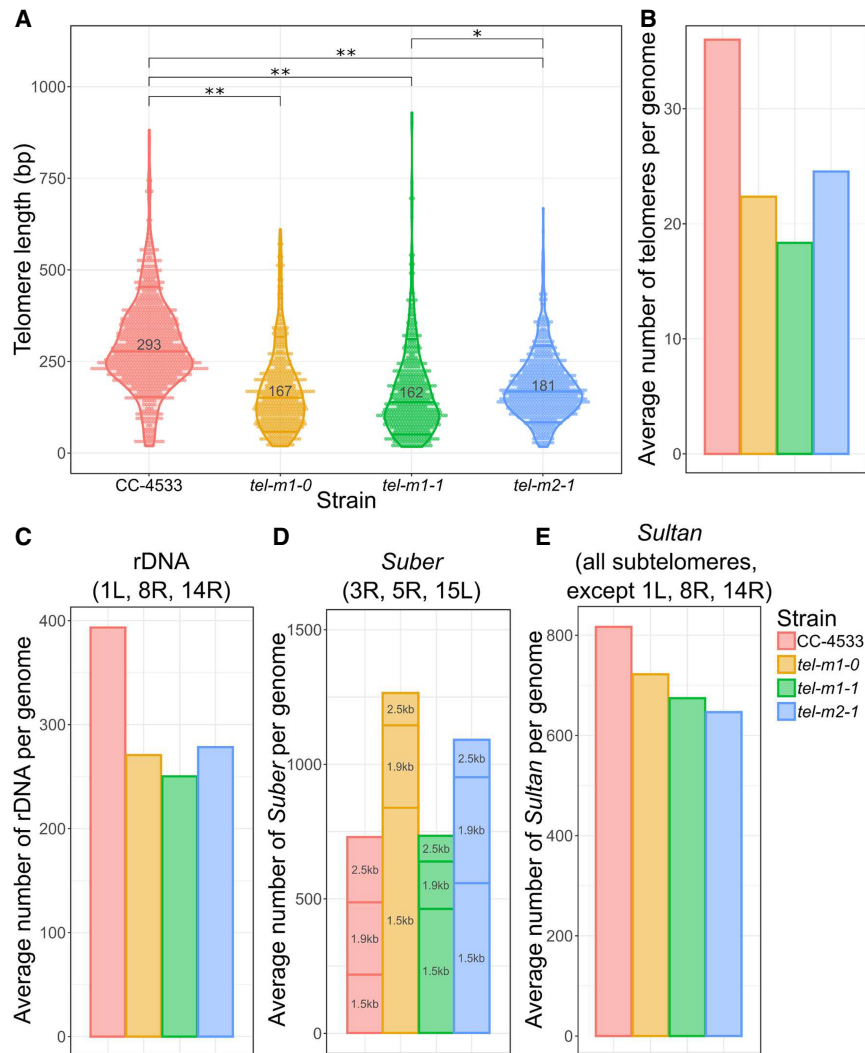 A
Telomere length (bp)
1000
750
500
250
0
**
**
**
*
293
167
162
181
CC-4533
tel-m1-0
tel-m1-1
tel-m2-1
Strain
B
Average number of telomeres per genome
30
20
10
0
C
rDNA
(1L, 8R, 14R)
Average number of rDNA per genome
400
300
200
100
0
D
Suber
(3R, 5R, 15L)
Average number of Suber per genome
1500
1000
500
0
2.5kb
1.9kb
1.5kb
2.5kb
1.9kb
1.5kb
2.5kb
1.9kb
1.5kb
2.5kb
1.9kb
1.5kb
E
Sultan
(all subtelomeres,
except 1L, 8R, 14R)
Average number of Sultan per genome
800
600
400
200
0
Strain
CC-4533
tel-m1-0
tel-m1-1
tel-m2-1